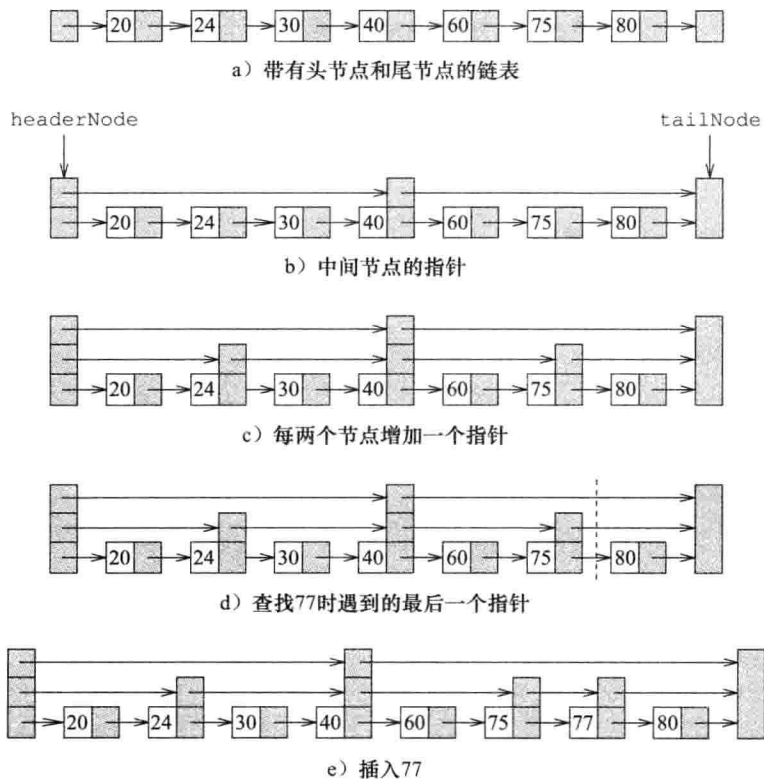 20 24 30 40 60 75 80
a）带有头节点和尾节点的链表
headerNode tailNode
20 24 30 40 60 75 80
b）中间节点的指针
20 24 30 40 60 75 80
c）每两个节点增加一个指针
20 24 30 40 60 75 80
d）查找77时遇到的最后一个指针
20 24 30 40 60 75 77 80
e）插入77